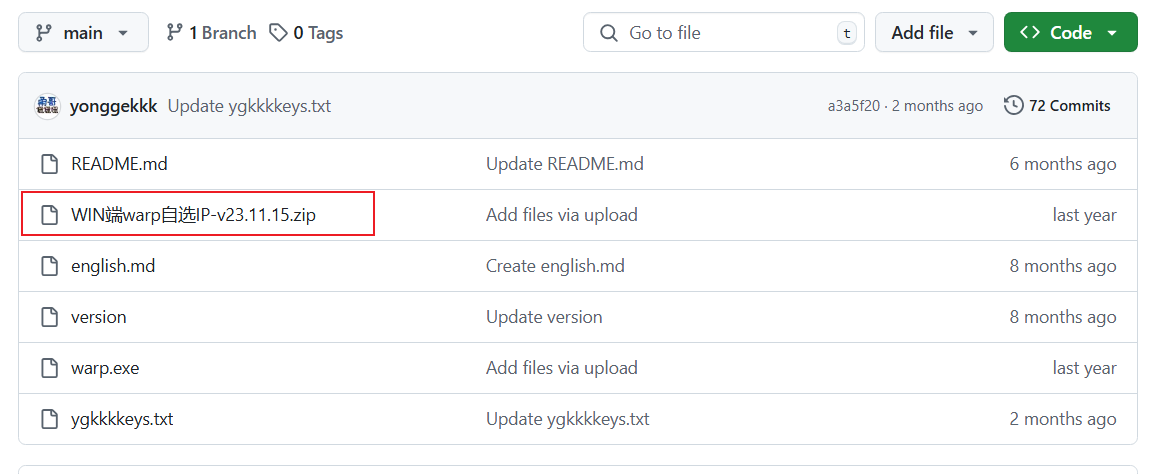 main 1 Branch 0 Tags Go to file t Add file Code
yonggekkk Update ygkkkkeys.txt a3a5f20 · 2 months ago 72 Commits
README.md Update README.md 6 months ago
WIN端warp自选IP-v23.11.15.zip Add files via upload last year
english.md Create english.md 8 months ago
version Update version 8 months ago
warp.exe Add files via upload last year
ygkkkkeys.txt Update ygkkkkeys.txt 2 months ago